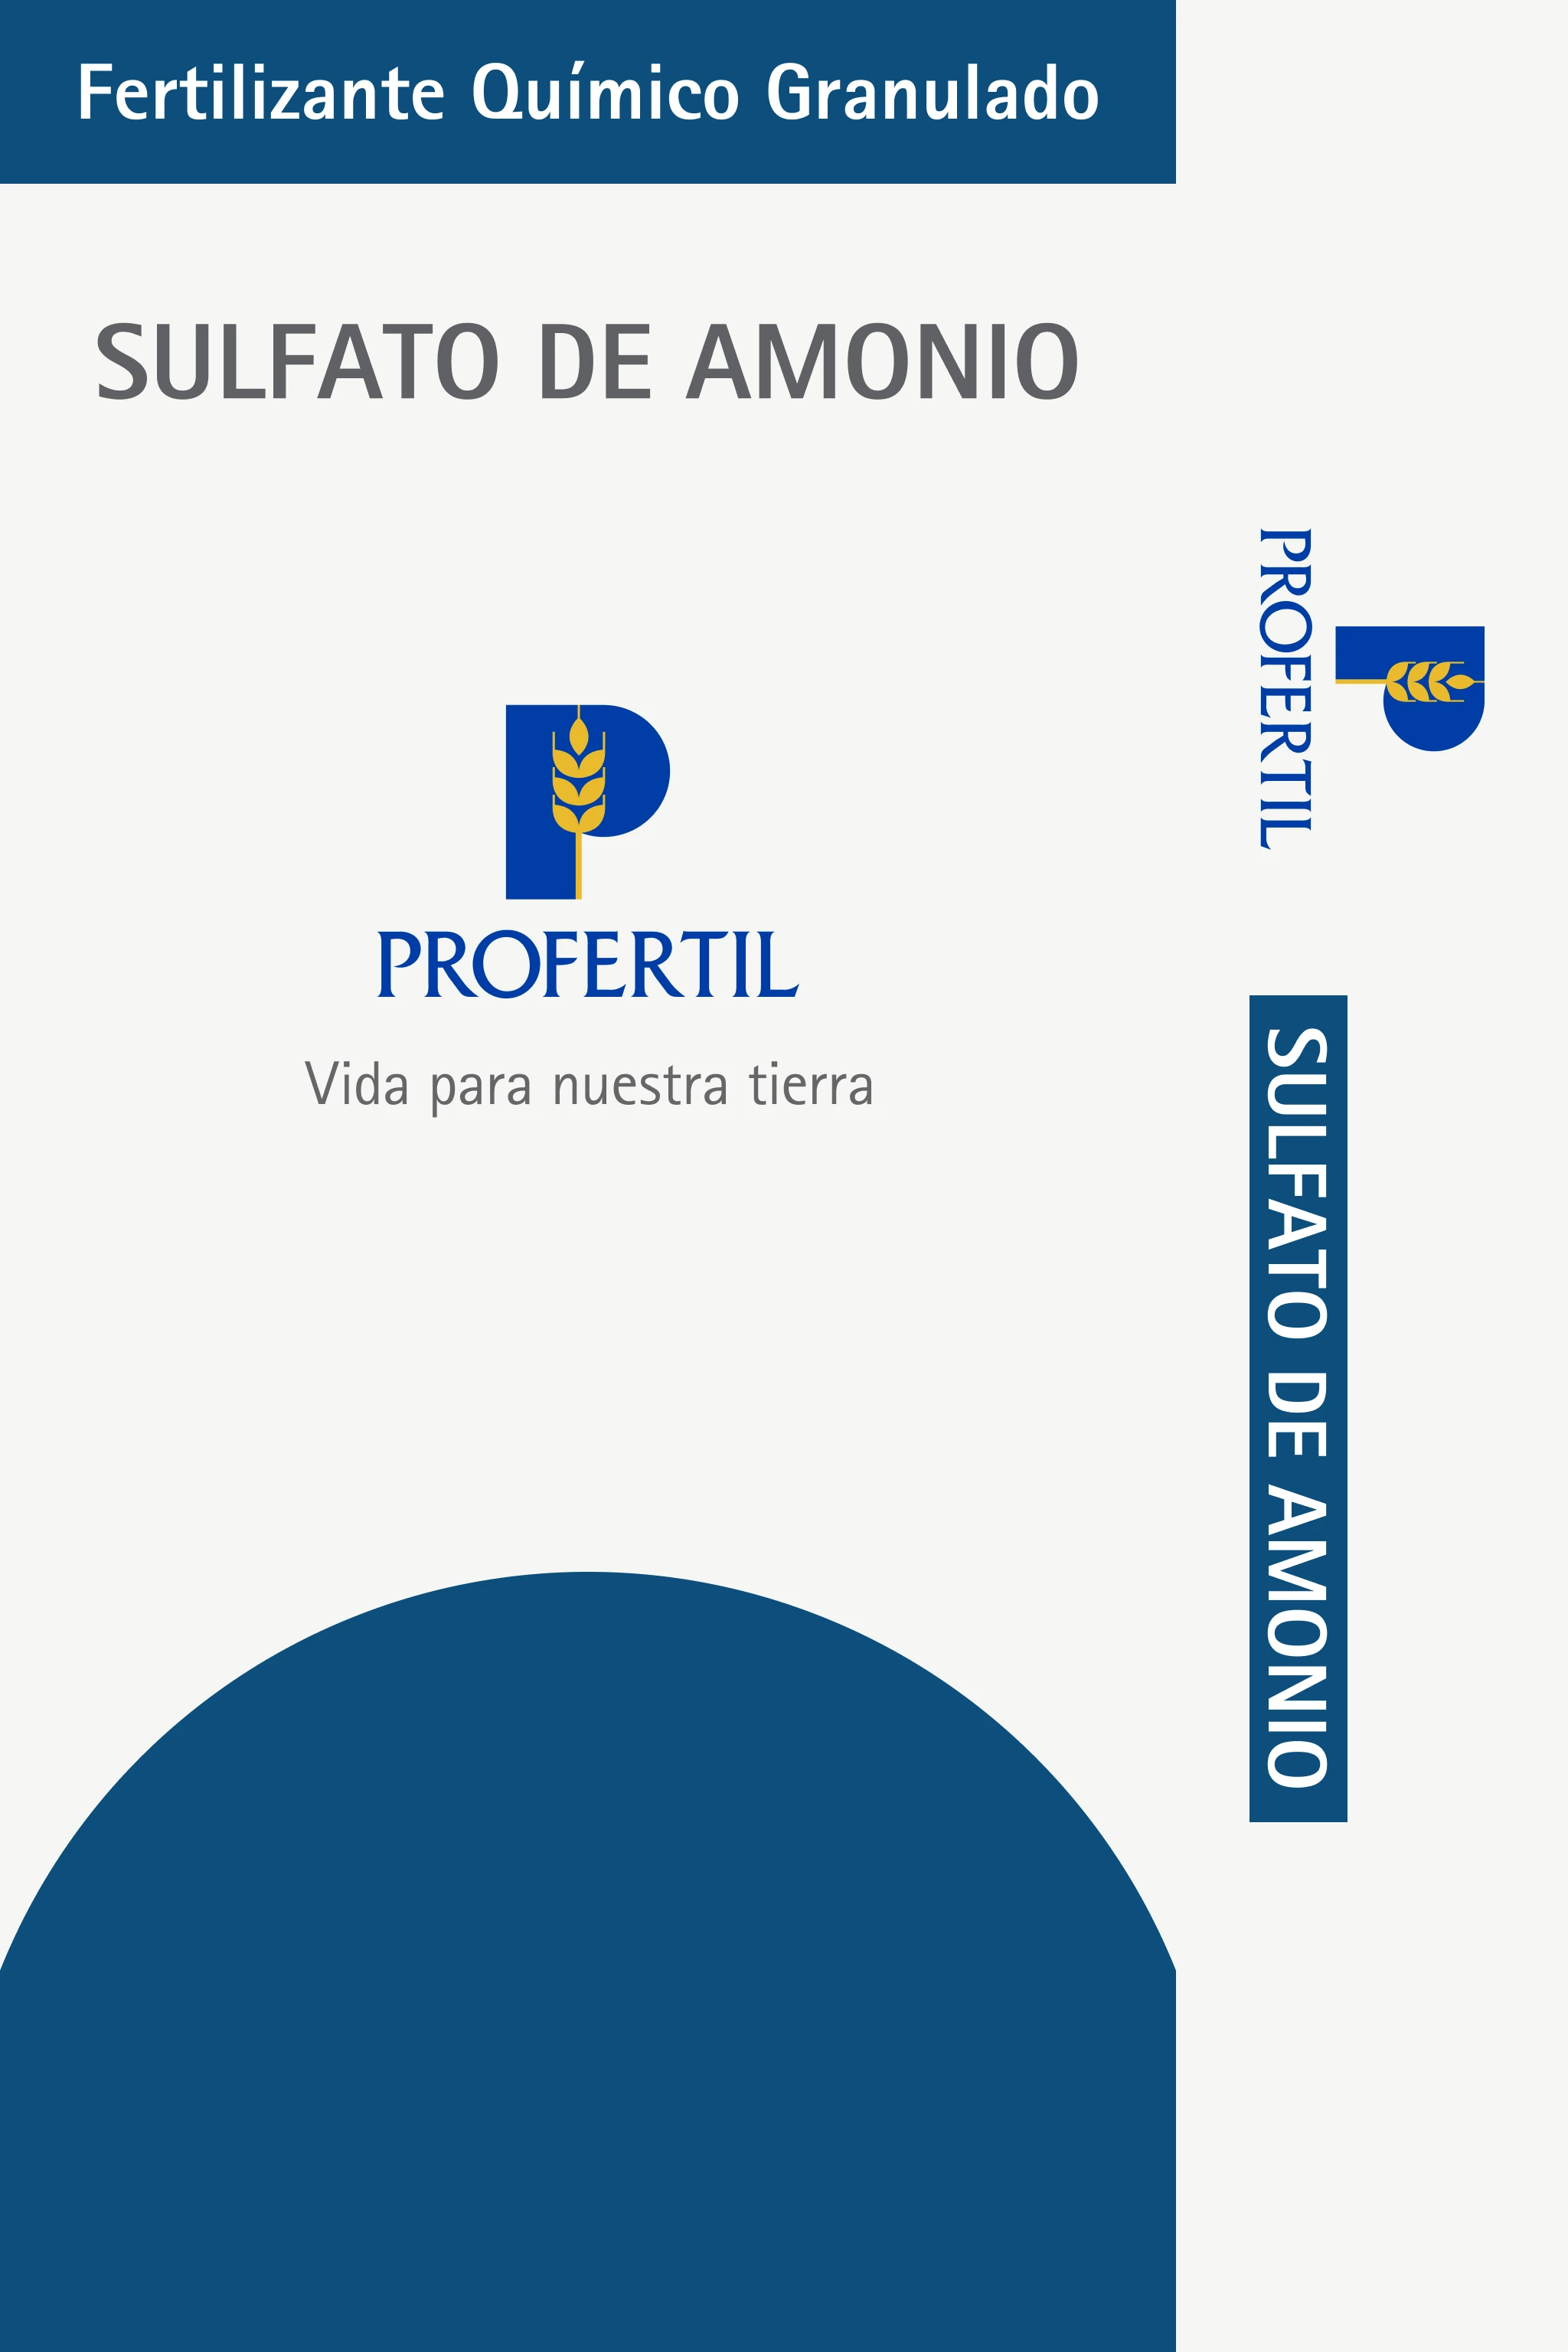 Fertilizante Químico Granulado
SULFATO DE AMONIO
PROFERTIL
Vida para nuestra tierra
PROFERTIL
SULFATO DE AMONIO